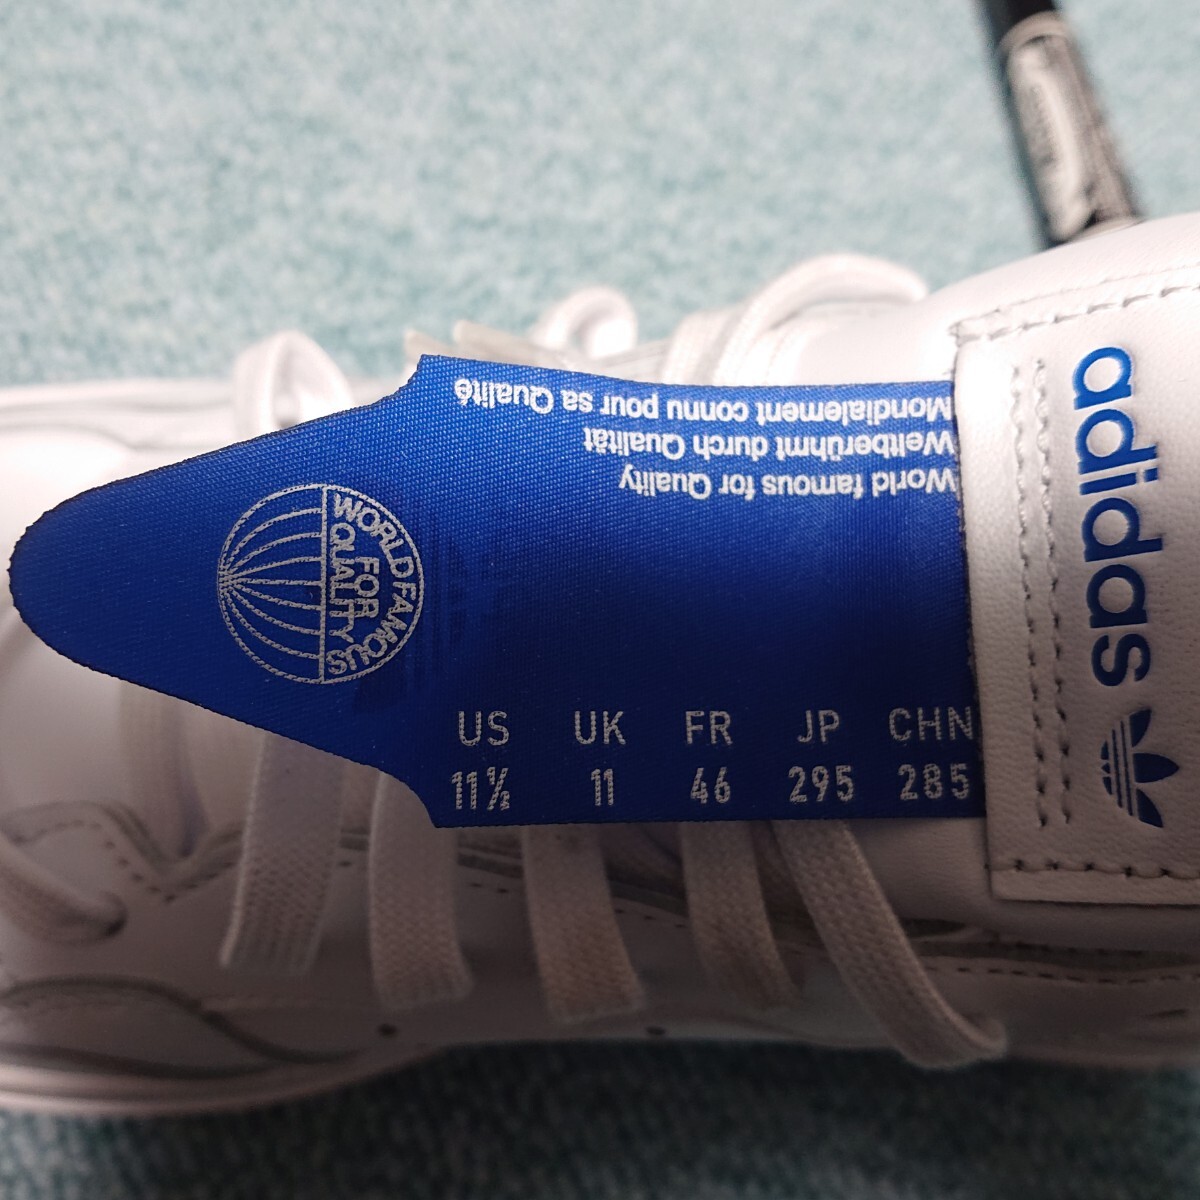 Mondialement connu pour sa Qualité
Weltberühmt durch Qualität
World famous for Quality
WORLD FAMOUS
FOR
QUALITY
US UK FR JP CHN
11½ 11 46 295 285
adidas